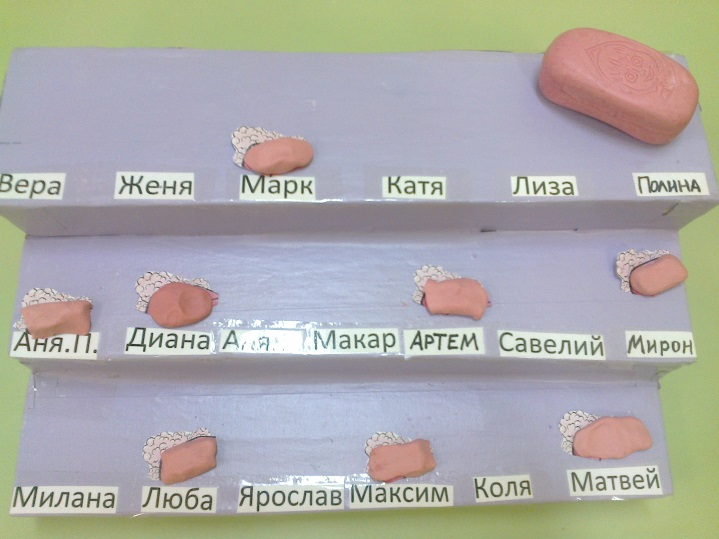 Вера Женя Марк Катя Лиза Полина
Аня.П. Диана Макар АРТЕМ Савелий Мирон
Милана Люба Ярослав Максим Коля Матвей